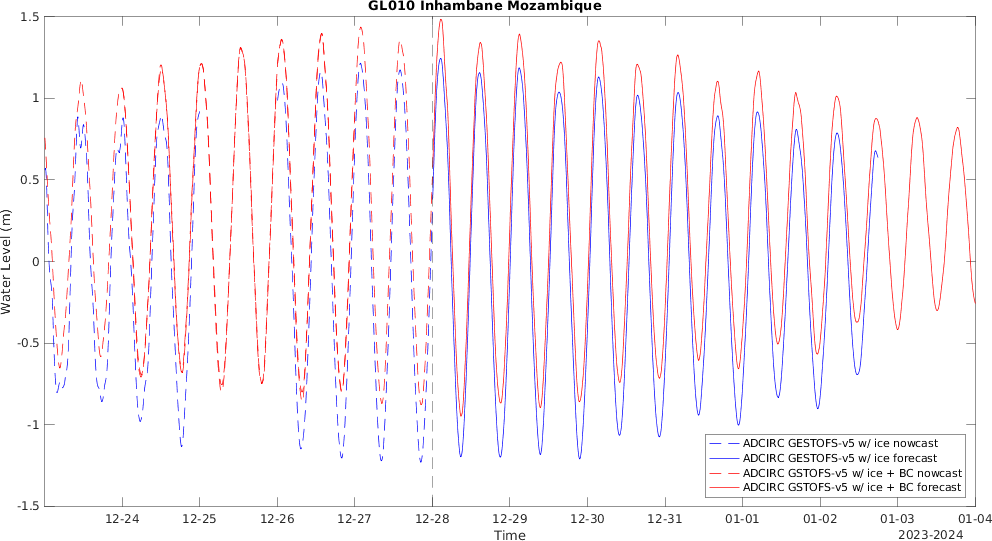 GL010 Inhambane Mozambique
1.5
1
0.5
0
-0.5
-1
-1.5
Water Level (m)
12-24 12-25 12-26 12-27 12-28 12-29 12-30 12-31 01-01 01-02 01-03 01-04
Time
2023-2024
ADCIRC GESTOFS-v5 w/ ice nowcast
ADCIRC GESTOFS-v5 w/ ice forecast
ADCIRC GSTOFS-v5 w/ ice + BC nowcast
ADCIRC GSTOFS-v5 w/ ice + BC forecast